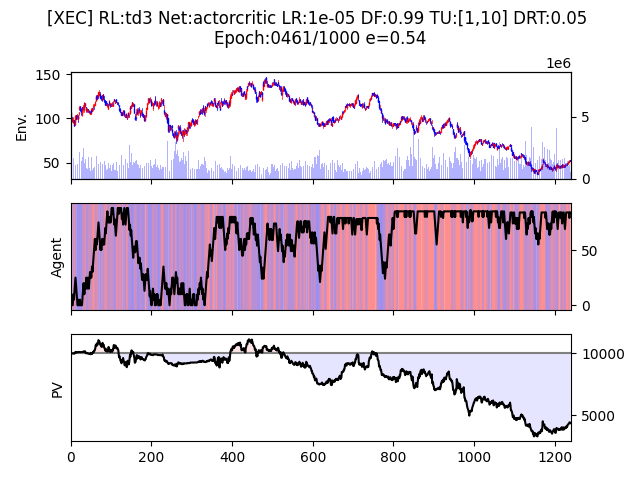 [XEC] RL:td3 Net:actorcritic LR:1e-05 DF:0.99 TU:[1,10] DRT:0.05
Epoch:0461/1000 e=0.54
1e6
150
100
50
Env.
5
0
Agent
50
0
PV
10000
5000
0 200 400 600 800 1000 1200